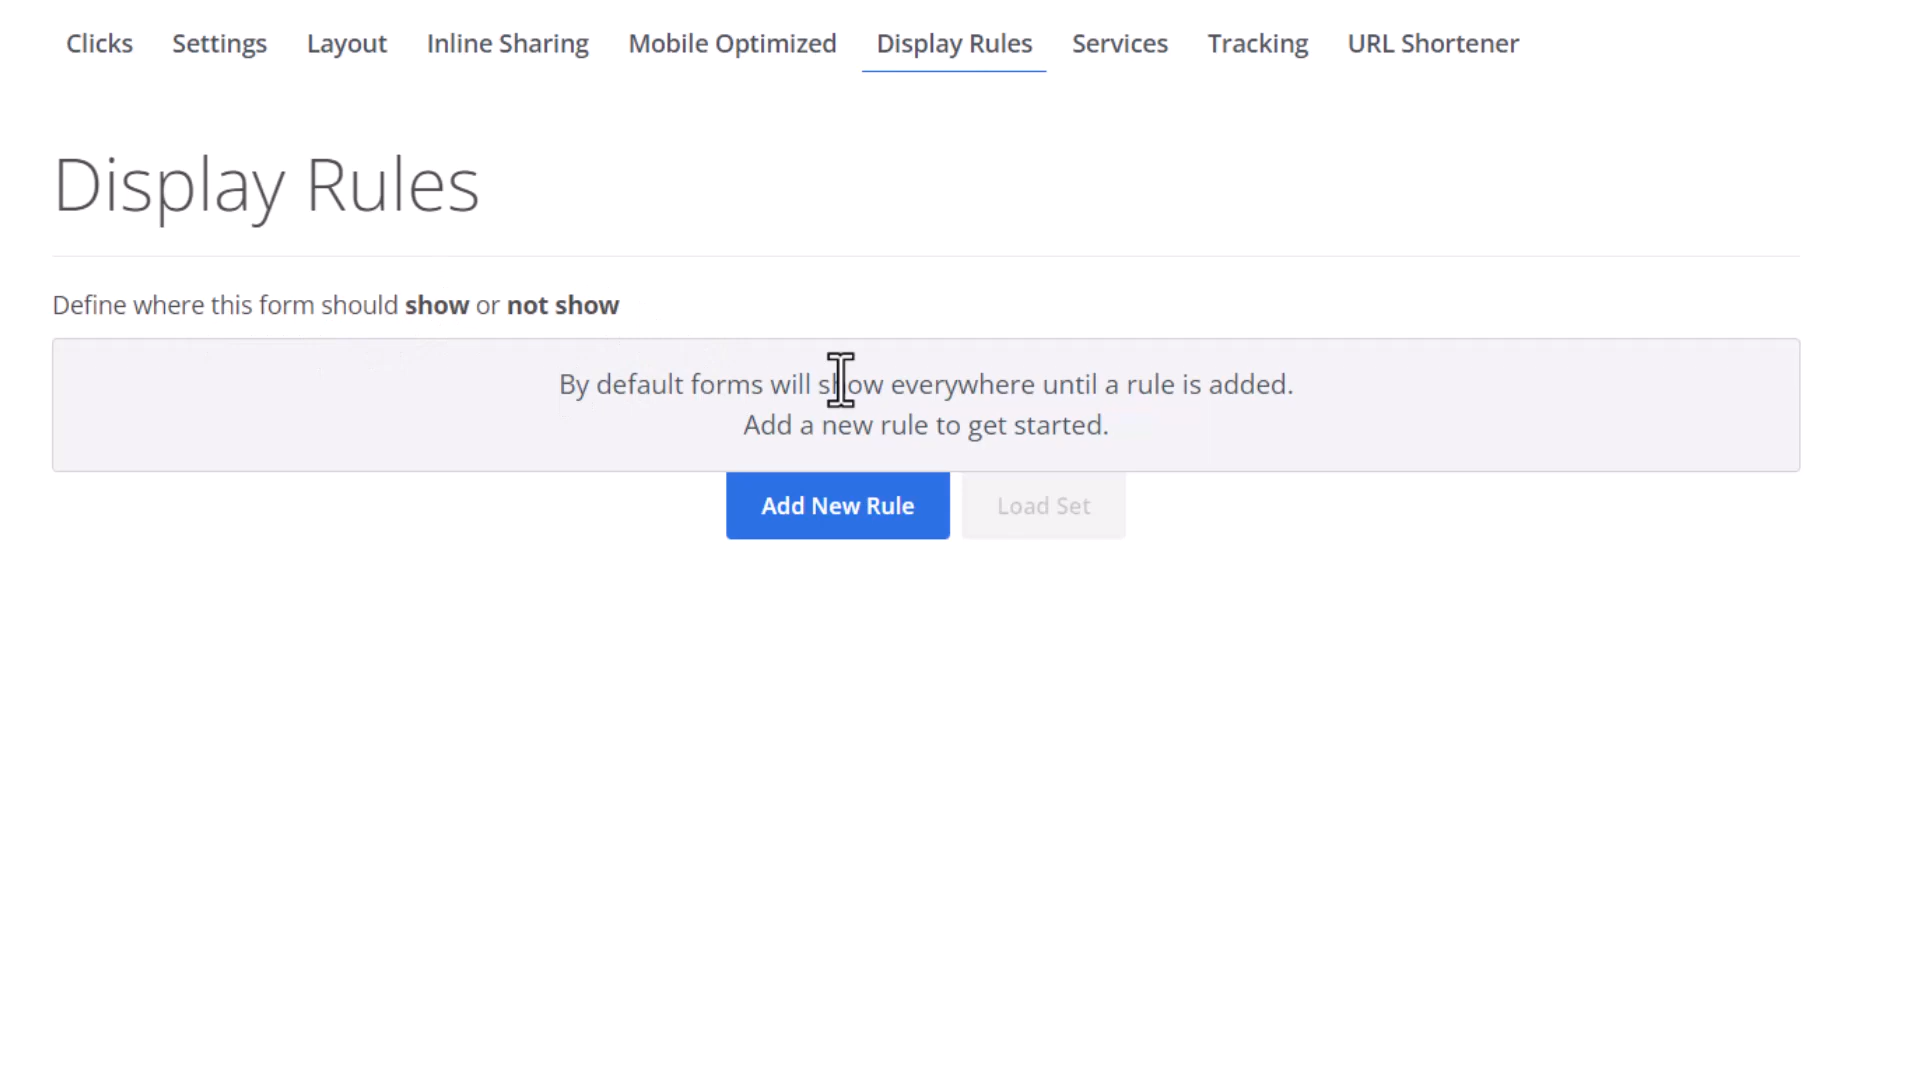 Clicks Settings Layout Inline Sharing Mobile Optimized Display Rules Services Tracking URL Shortener
Display Rules
Define where this form should show or not show
By default forms will show everywhere until a rule is added.
Add a new rule to get started.
Add New Rule Load Set